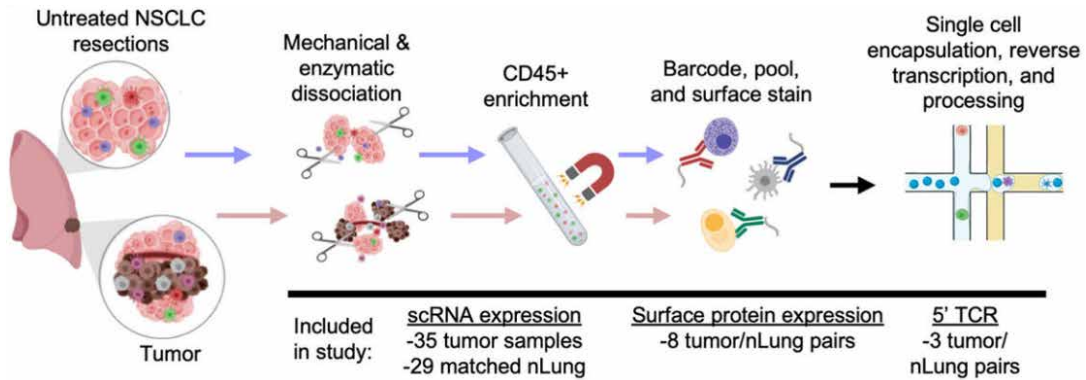 Untreated NSCLC
resections
Mechanical &
enzymatic
dissociation
CD45+
enrichment
Barcode, pool,
and surface stain
Single cell
encapsulation, reverse
transcription, and
processing
Tumor
Included
in study:
scRNA expression
-35 tumor samples
-29 matched nLung
Surface protein expression
-8 tumor/nLung pairs
5' TCR
-3 tumor/
nLung pairs